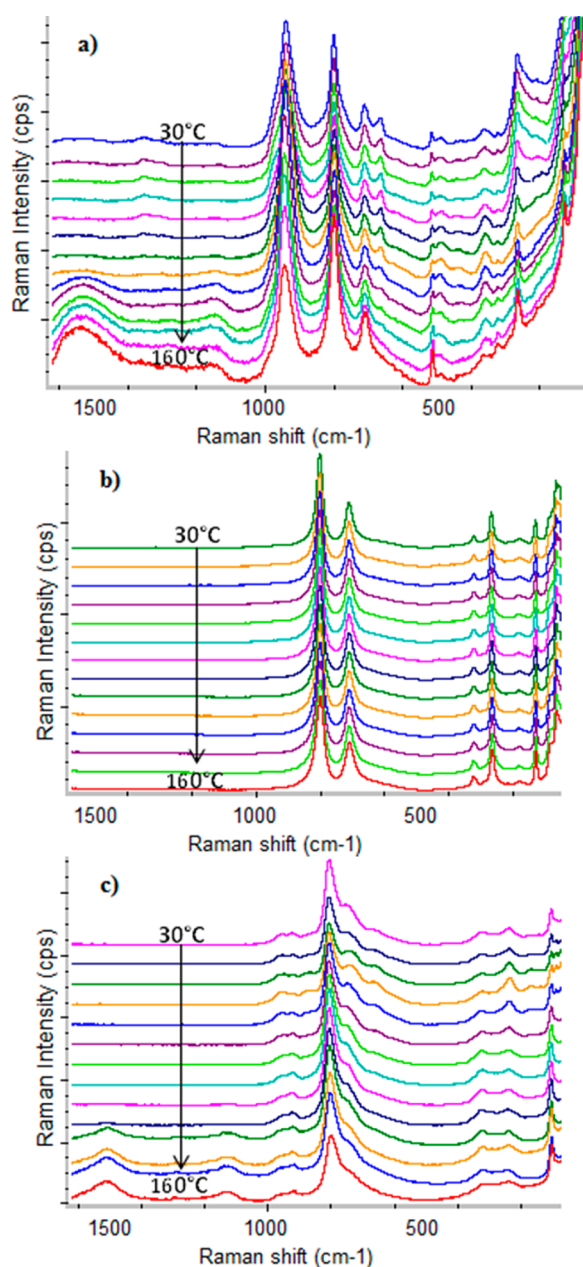 a)
Raman Intensity (cps)
30°C
160°C
1500 1000 500
Raman shift (cm-1)
b)
Raman Intensity (cps)
30°C
160°C
1500 1000 500
Raman shift (cm-1)
c)
Raman Intensity (cps)
30°C
160°C
1500 1000 500
Raman shift (cm-1)